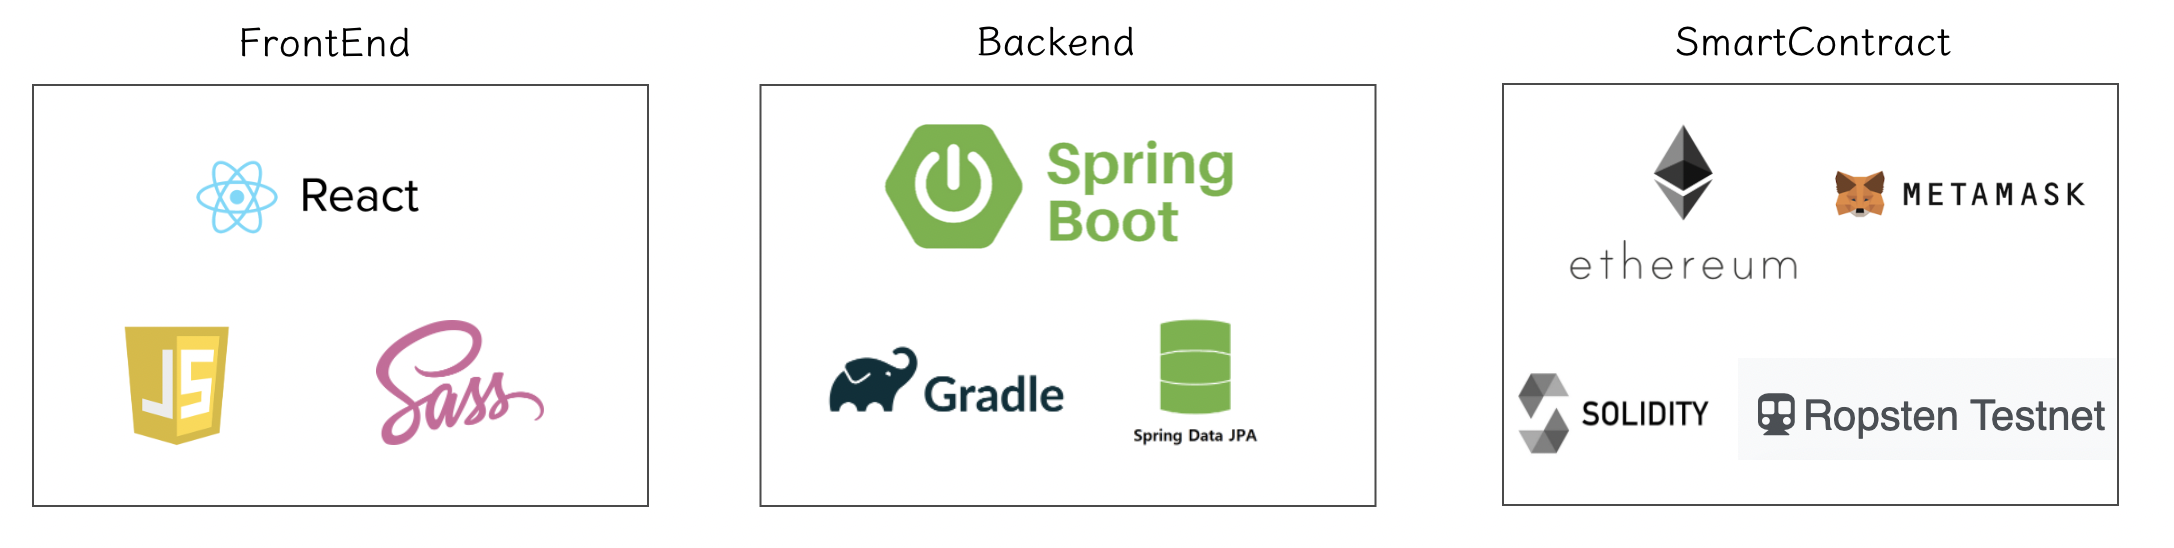 FrontEnd
Backend
SmartContract
React
JS
Sass
Spring
Boot
Gradle
Spring Data JPA
ethereum
METAMASK
SOLIDITY
Ropsten Testnet